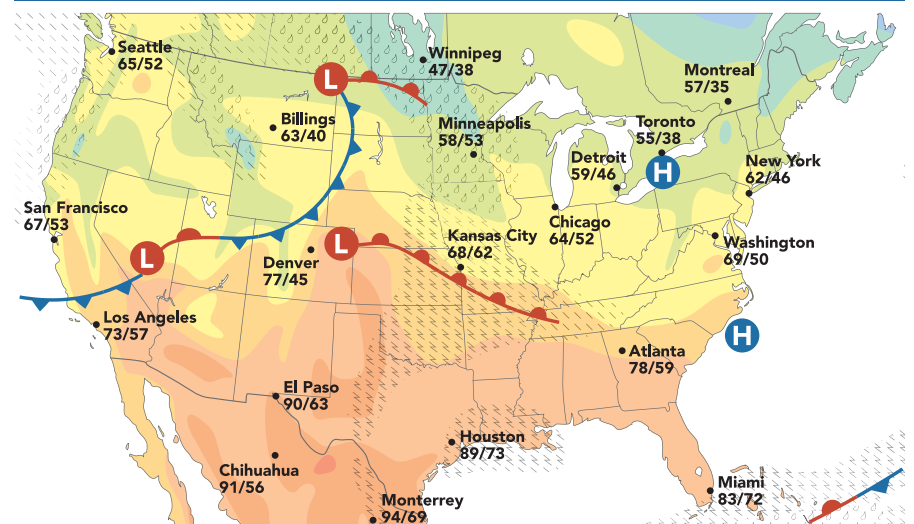 Seattle
65/52
Winnipeg
47/38
Montreal
57/35
L
Billings
63/40
Minneapolis
58/53
Toronto
55/38
Detroit
59/46
H
New York
62/46
San Francisco
67/53
L
Denver
77/45
L
Kansas City
68/62
Chicago
64/52
Washington
69/50
Los Angeles
73/57
H
Atlanta
78/59
El Paso
90/63
Houston
89/73
Chihuahua
91/56
Monterrey
94/69
Miami
83/72